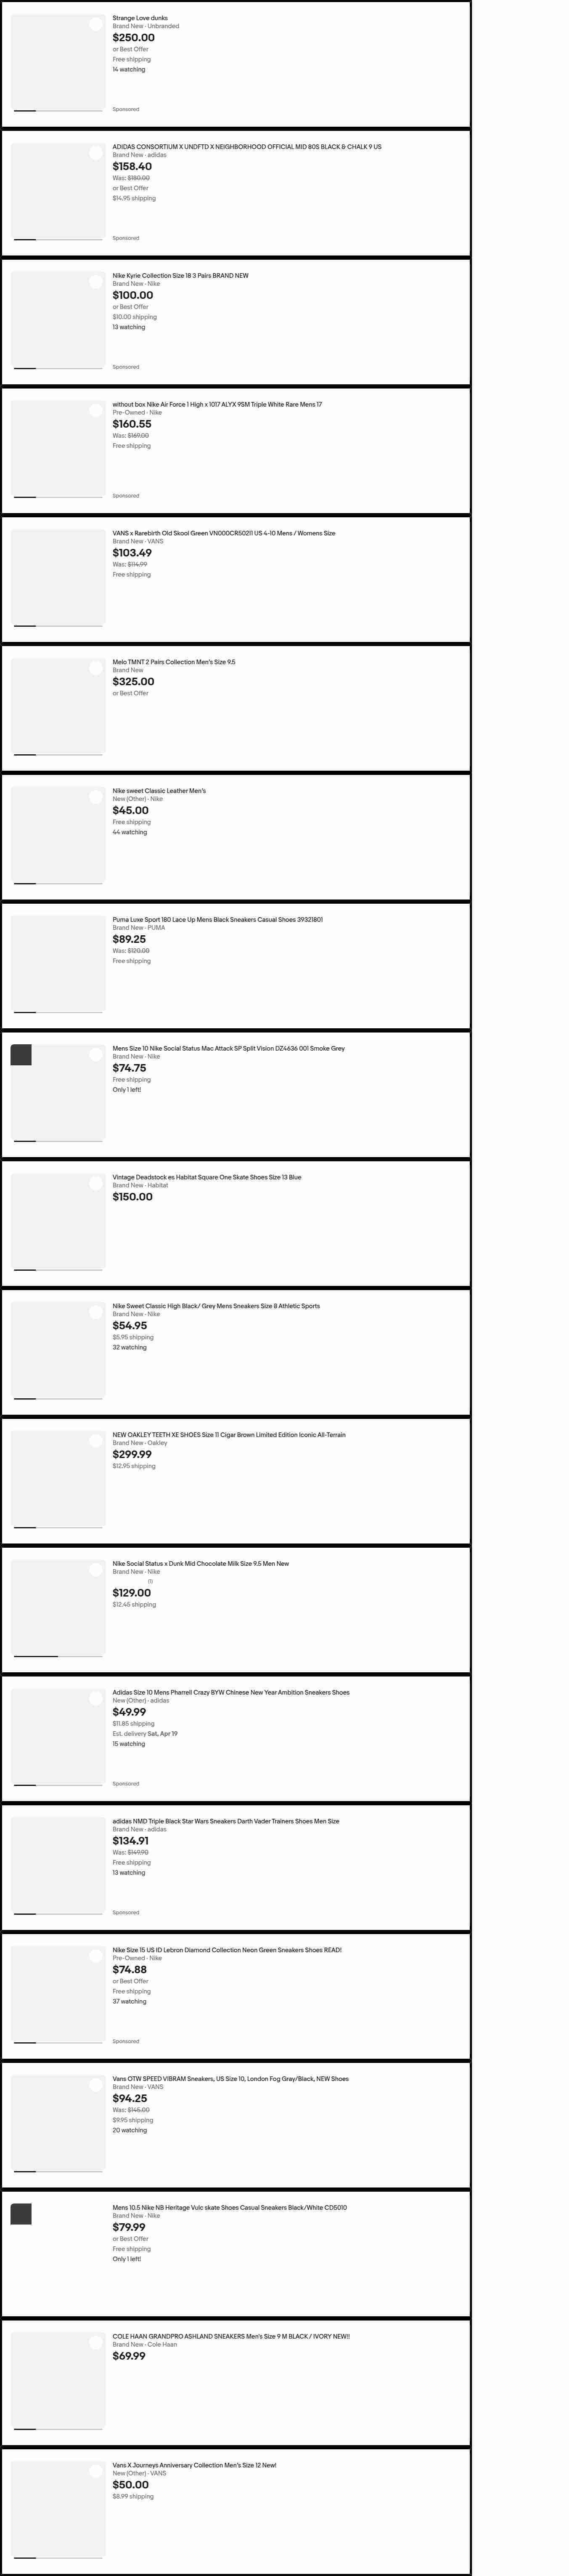 Strange Love dunks
Brand New · Unbranded
$250.00
or Best Offer
Free shipping
14 watching
Sponsored
ADIDAS CONSORTIUM X UNDFTD X NEIGHBORHOOD OFFICIAL MID 80S BLACK & CHALK 9 US
Brand New · adidas
$158.40
Was: $180.00
or Best Offer
$14.95 shipping
Sponsored
Nike Kyrie Collection Size 18 3 Pairs BRAND NEW
Brand New · Nike
$100.00
or Best Offer
$10.00 shipping
13 watching
Sponsored
without box Nike Air Force 1 High x 1017 ALYX 9SM Triple White Rare Mens 17
Pre-Owned · Nike
$160.55
Was: $169.00
Free shipping
Sponsored
VANS x Rarebirth Old Skool Green VN000CR50211 US 4-10 Mens / Womens Size
Brand New · VANS
$103.49
Was: $114.99
Free shipping
Melo TMNT 2 Pairs Collection Men's Size 9.5
Brand New
$325.00
or Best Offer
Nike sweet Classic Leather Men's
New (Other) · Nike
$45.00
Free shipping
44 watching
Puma Luxe Sport 180 Lace Up Mens Black Sneakers Casual Shoes 39321801
Brand New · PUMA
$89.25
Was: $120.00
Free shipping
Mens Size 10 Nike Social Status Mac Attack SP Split Vision DZ4636 001 Smoke Grey
Brand New · Nike
$74.75
Free shipping
Only 1 left!
Vintage Deadstock es Habitat Square One Skate Shoes Size 13 Blue
Brand New · Habitat
$150.00
Nike Sweet Classic High Black/ Grey Mens Sneakers Size 8 Athletic Sports
Brand New · Nike
$54.95
$5.95 shipping
32 watching
NEW OAKLEY TEETH XE SHOES Size 11 Cigar Brown Limited Edition Iconic All-Terrain
Brand New · Oakley
$299.99
$12.95 shipping
Nike Social Status x Dunk Mid Chocolate Milk Size 9.5 Men New
Brand New · Nike
(1)
$129.00
$12.45 shipping
Adidas Size 10 Mens Pharrell Crazy BYW Chinese New Year Ambition Sneakers Shoes
New (Other) · adidas
$49.99
$11.85 shipping
Est. delivery Sat, Apr 19
15 watching
Sponsored
adidas NMD Triple Black Star Wars Sneakers Darth Vader Trainers Shoes Men Size
Brand New · adidas
$134.91
Was: $149.90
Free shipping
13 watching
Sponsored
Nike Size 15 US ID Lebron Diamond Collection Neon Green Sneakers Shoes READ!
Pre-Owned · Nike
$74.88
or Best Offer
Free shipping
37 watching
Sponsored
Vans OTW SPEED VIBRAM Sneakers, US Size 10, London Fog Gray/Black, NEW Shoes
Brand New · VANS
$94.25
Was: $145.00
$9.95 shipping
20 watching
Mens 10.5 Nike NB Heritage Vulc skate Shoes Casual Sneakers Black/White CD5010
Brand New · Nike
$79.99
or Best Offer
Free shipping
Only 1 left!
COLE HAAN GRANDPRO ASHLAND SNEAKERS Men's Size 9 M BLACK / IVORY NEW!!
Brand New · Cole Haan
$69.99
Vans X Journeys Anniversary Collection Men's Size 12 New!
New (Other) · VANS
$50.00
$8.99 shipping